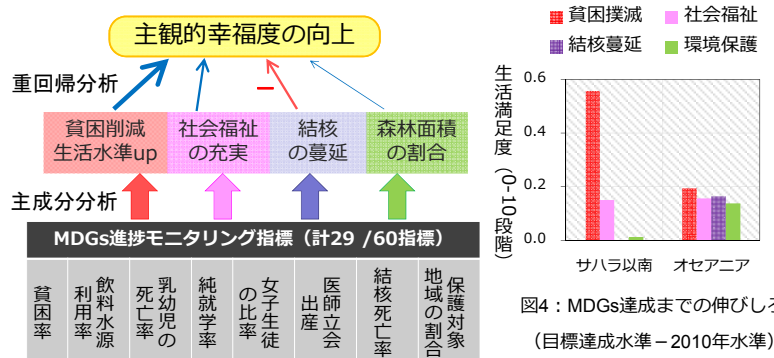 主観的幸福度の向上
重回帰分析
－
貧困削減
生活水準up
社会福祉
の充実
結核
の蔓延
森林面積
の割合
主成分分析
MDGs進捗モニタリング指標（計29 /60指標）
貧困率
飲料水源
利用率
乳幼児の
死亡率
純就学率
女子生徒
の比率
医師立会
出産
結核死亡率
保護対象
地域の割合
貧困撲滅
社会福祉
結核蔓延
環境保護
生活満足度（0-10段階）
0.6
0.4
0.2
0.0
サハラ以南
オセアニア
図4：MDGs達成までの伸びしろ
（目標達成水準－2010年水準）